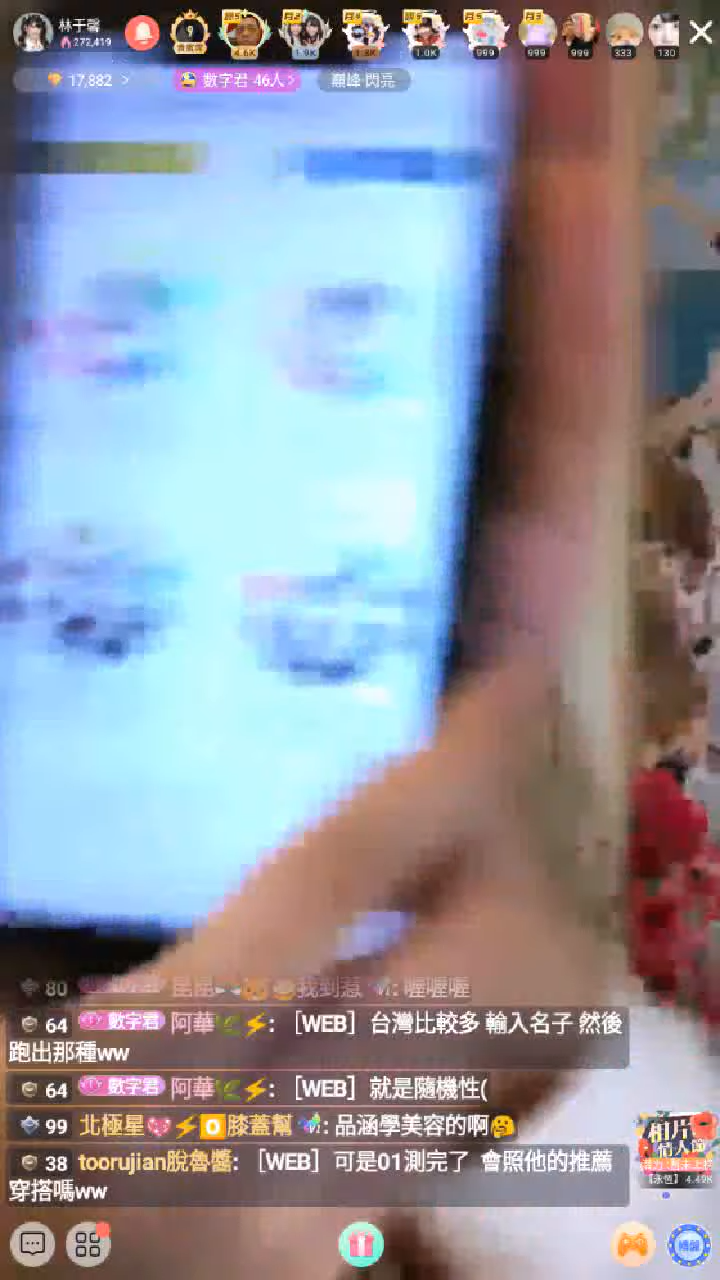 林于馨
272,419
9
4.6K
1.9K
1.3K
1.0K
999
999
999
333
130
17,882 >
數字君 46人>
巔峰 閃亮
80 喔喔喔
64 數字君 阿華🌿⚡: [WEB] 台灣比較多 輸入名子 然後
跑出那種ww
64 數字君 阿華🌿⚡: [WEB] 就是隨機性(
99 北極星💖⚡🅾膝蓋幫: 品涵學美容的啊🤔
38 toorujian脫魯醬: [WEB] 可是01測完了 會照他的推薦
穿搭嗎ww
相片
情人節
4.49K